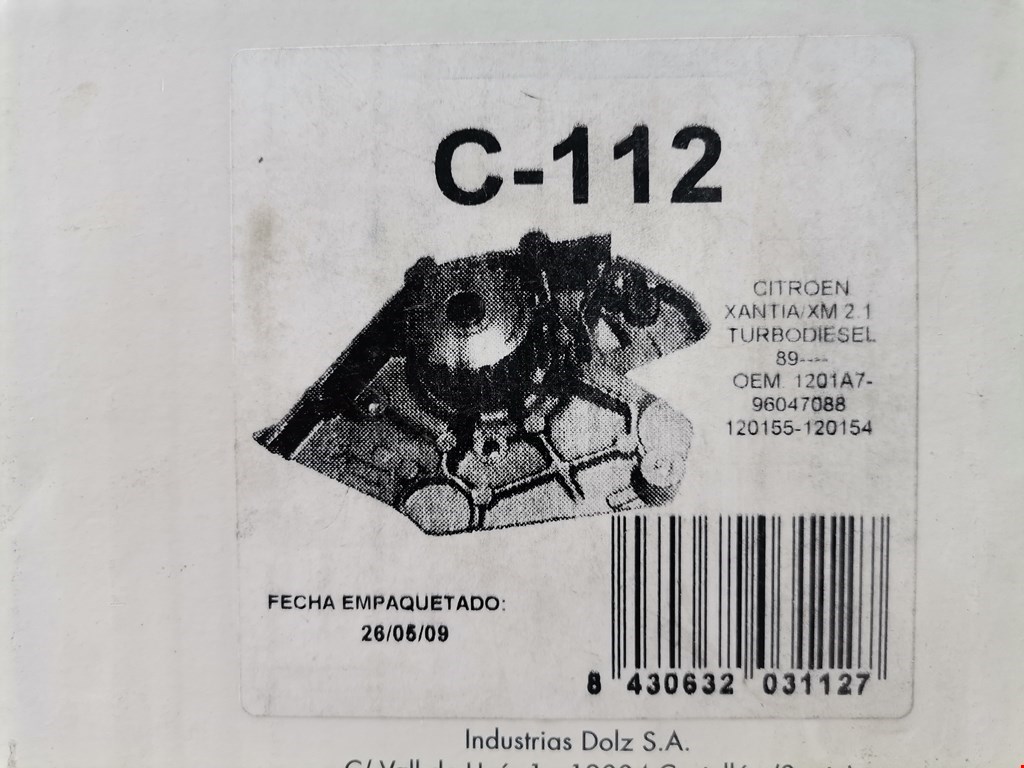 C-112
CITROEN
XANTIA/XM 2.1
TURBODIESEL
89----
OEM. 1201A7-
96047088
120155-120154
FECHA EMPAQUETADO:
26/05/09
8 430632 031127
Industrias Dolz S.A.